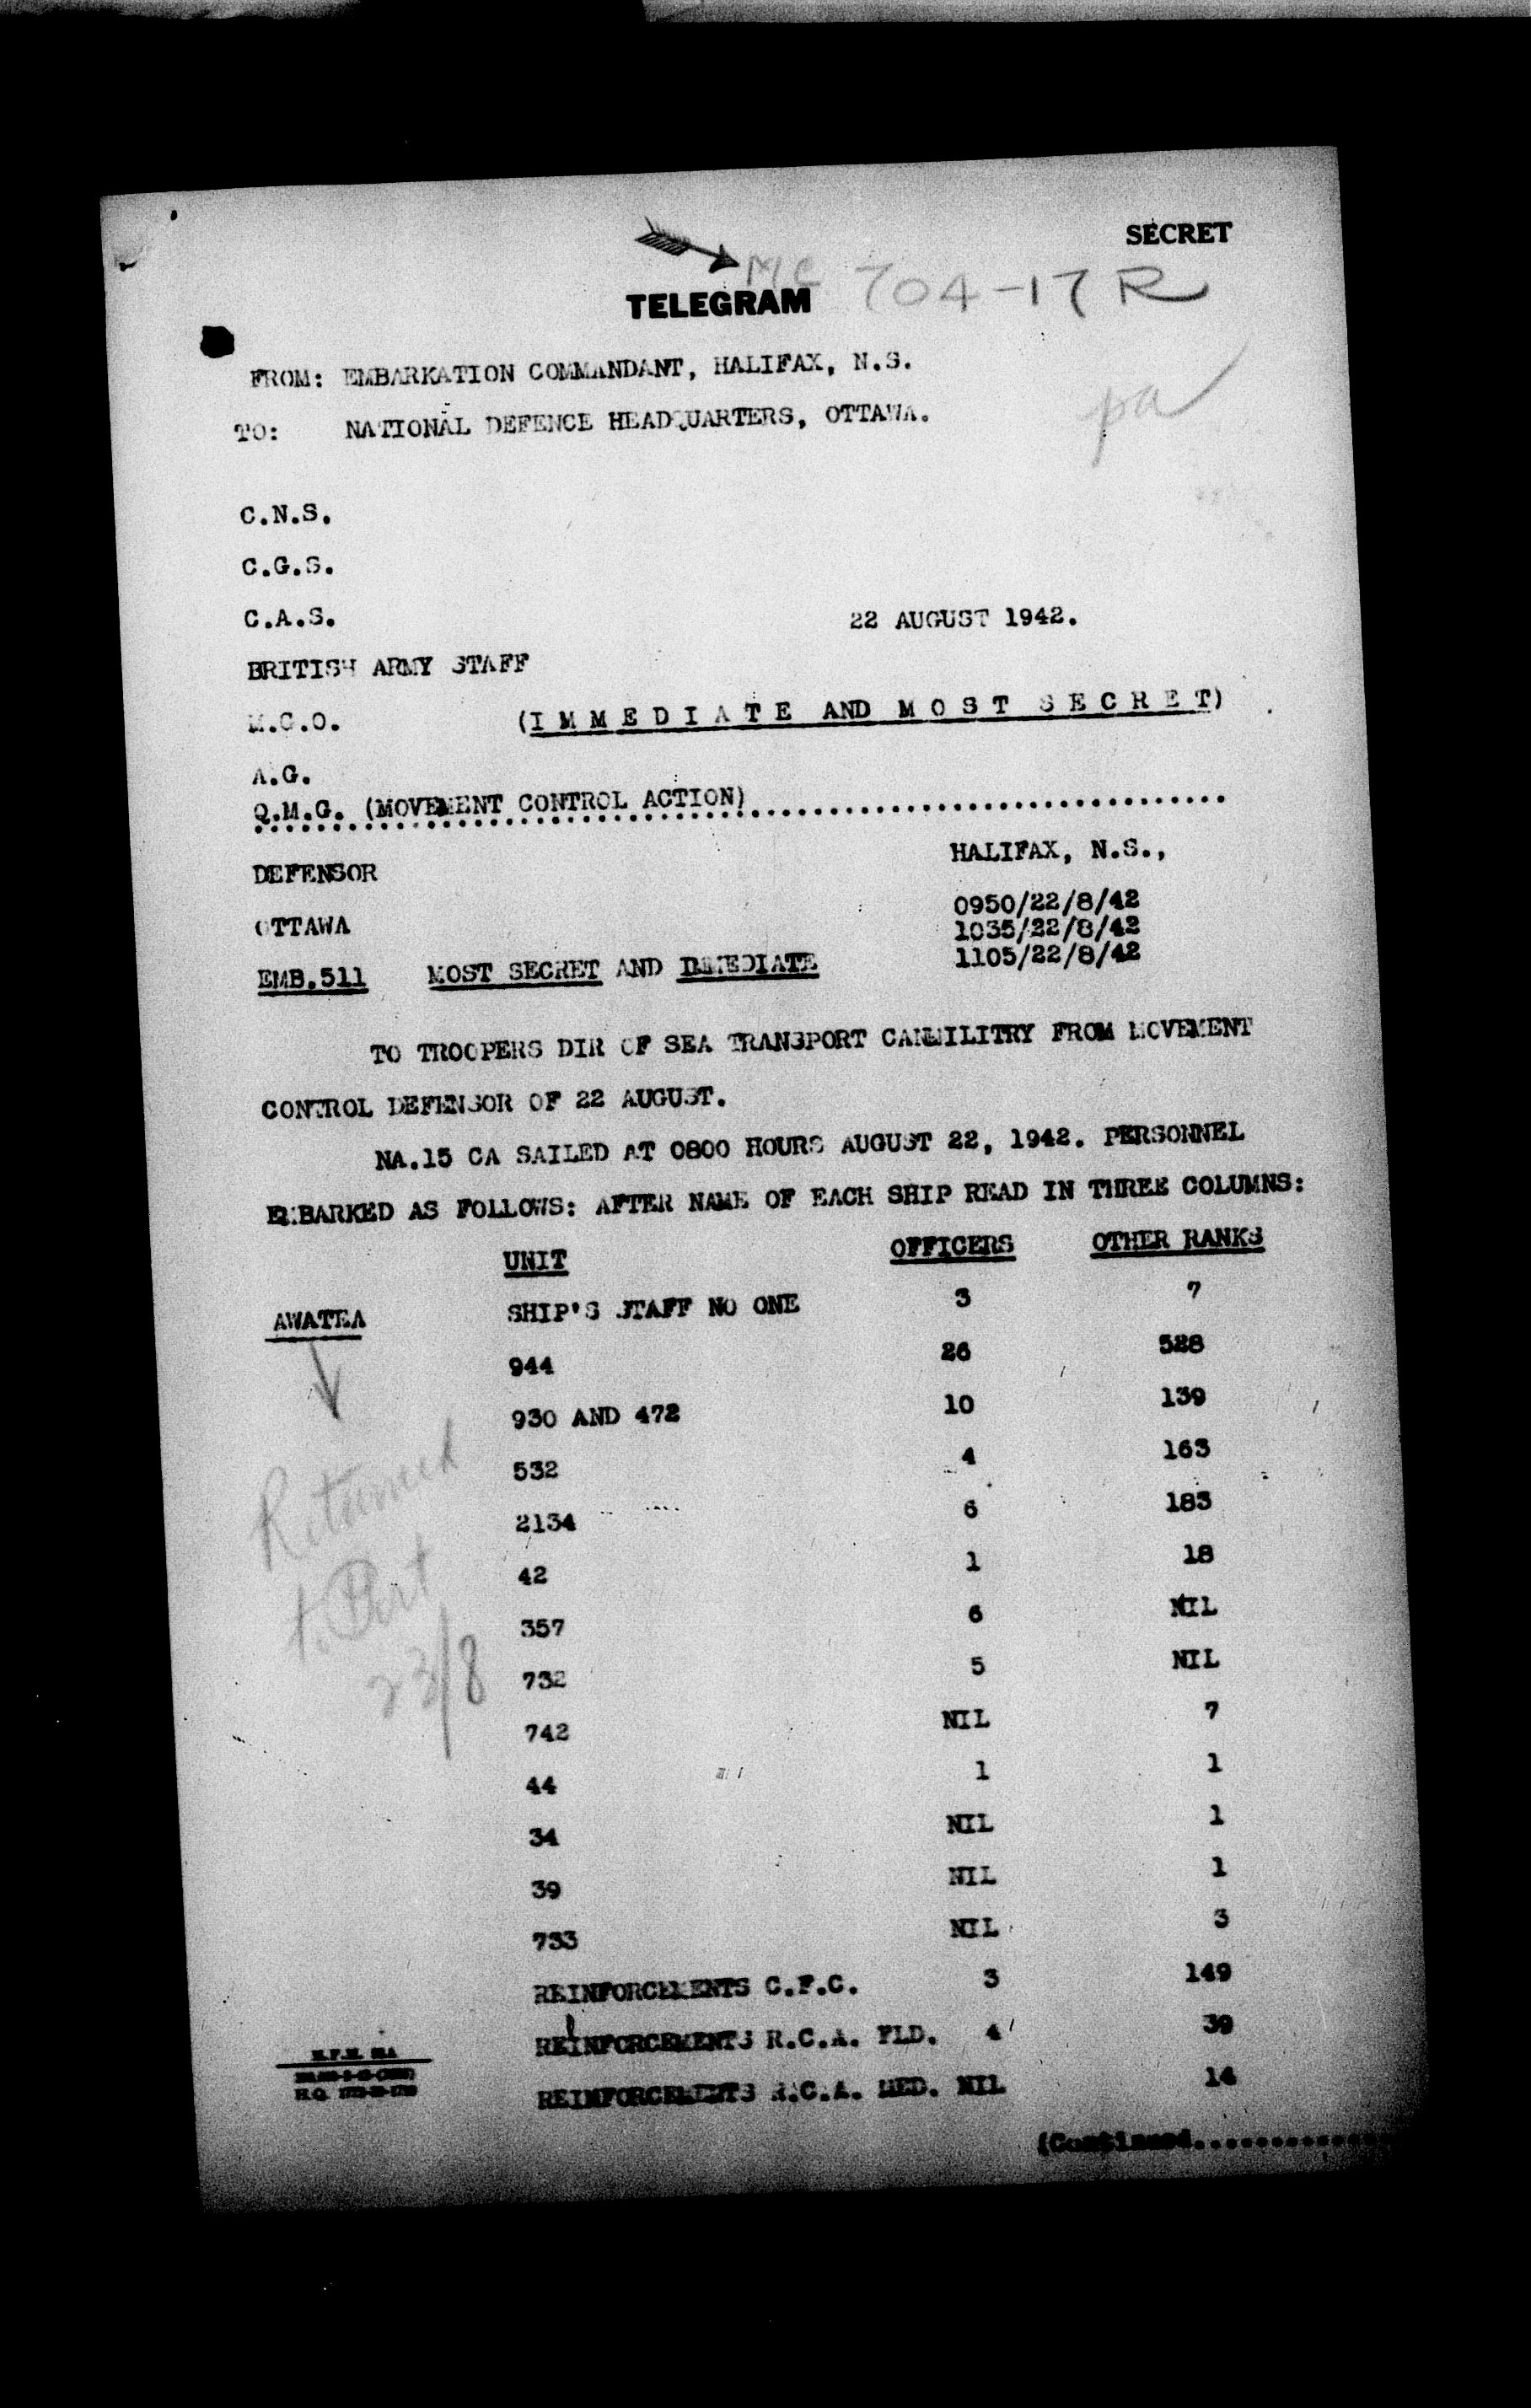 SECRET
MC 704-17 R
TELEGRAM
FROM: EMBARKATION COMMANDANT, HALIFAX, N.S.
TO: NATIONAL DEFENCE HEADQUARTERS, OTTAWA.
pa
C.N.S.
C.G.S.
C.A.S. 22 AUGUST 1942.
BRITISH ARMY STAFF
M.C.O. (I M M E D I A T E AND M O S T S E C R E T)
A.G.
Q.M.G. (MOVEMENT CONTROL ACTION)..............................
DEFENSOR HALIFAX, N.S.,
0950/22/8/42
OTTAWA 1035/22/8/42
EMB.511 MOST SECRET AND IMMEDIATE 1105/22/8/42
TO TROOPERS DIR OF SEA TRANSPORT CANMILITRY FROM MOVEMENT
CONTROL DEFENSOR OF 22 AUGUST.
NA.15 CA SAILED AT 0800 HOURS AUGUST 22, 1942. PERSONNEL
EMBARKED AS FOLLOWS: AFTER NAME OF EACH SHIP READ IN THREE COLUMNS:
UNIT OFFICERS OTHER RANKS
AWATEA SHIP'S STAFF NO ONE 3 7
944 26 528
930 AND 472 10 139
532 4 163
2134 6 183
42 1 18
357 6 NIL
732 5 NIL
742 NIL 7
44 1 1
34 NIL 1
39 NIL 1
733 NIL 3
REINFORCEMENTS C.F.C. 3 149
REINFORCEMENTS R.C.A. FLD. 4 39
REINFORCEMENTS R.C.A. MED. NIL 14
Returned
t. Port
23/8
(Continued............